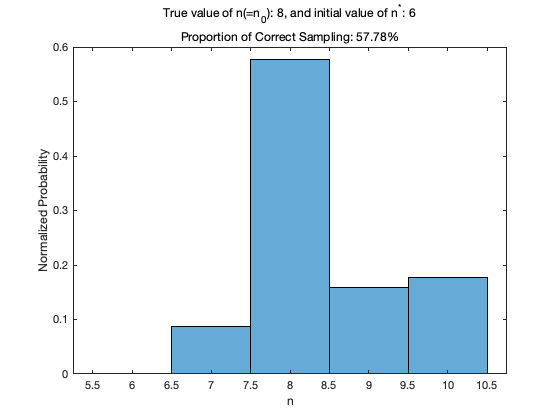 True value of n(=n0): 8, and initial value of n*: 6
Proportion of Correct Sampling: 57.78%
0.6
0.5
0.4
0.3
0.2
0.1
0
Normalized Probability
5.5 6 6.5 7 7.5 8 8.5 9 9.5 10 10.5
n